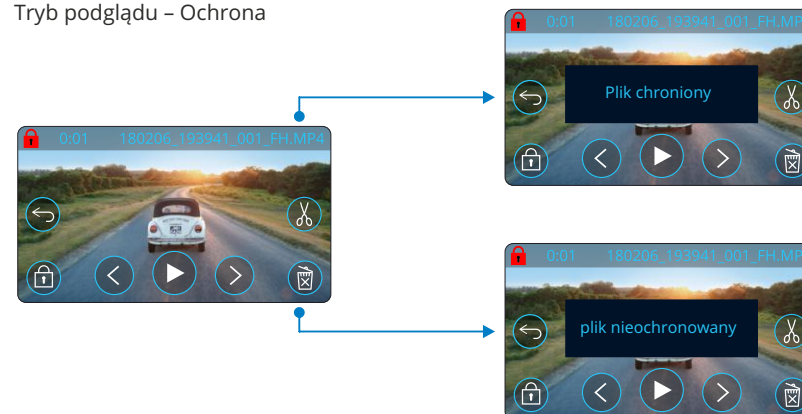 Tryb podglądu – Ochrona
0:01 180206_193941_001_FH.MP4
0:01 180206_193941_001_FH.MP
Plik chroniony
0:01 180206_193941_001_FH.MP
plik nieochronowany